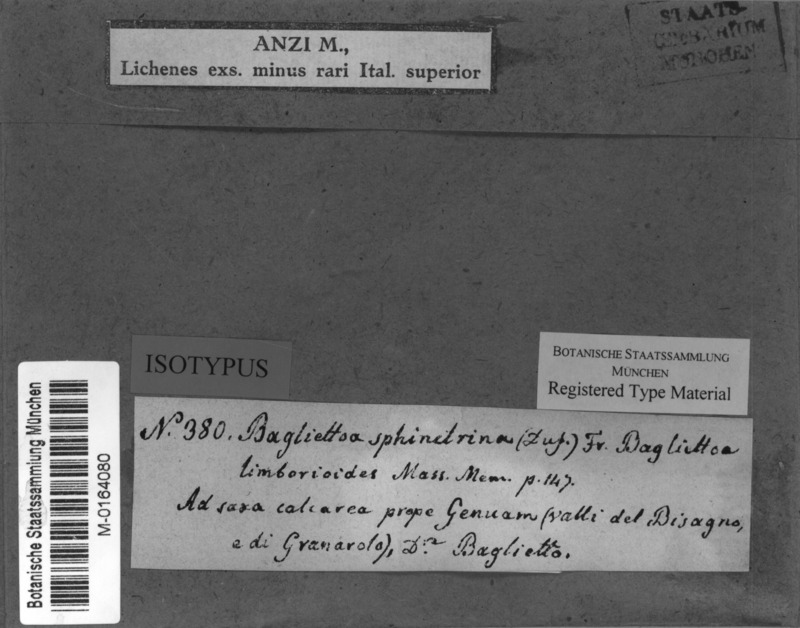 ANZI M.,
Lichenes exs. minus rari Ital. superior
STAATS-
HERBARIUM
MÜNCHEN
ISOTYPUS
BOTANISCHE STAATSSAMMLUNG
MÜNCHEN
Registered Type Material
N.º 380. Bagliettoa sphinctrina (Duf.) Fr. Bagliettoa
limborioides Mass. Mem. p. 147.
Ad saxa calcarea prope Genuam (valli del Bisagno,
e di Granarolo), D.r Baglietto.
Botanische Staatssammlung München
M-0164080